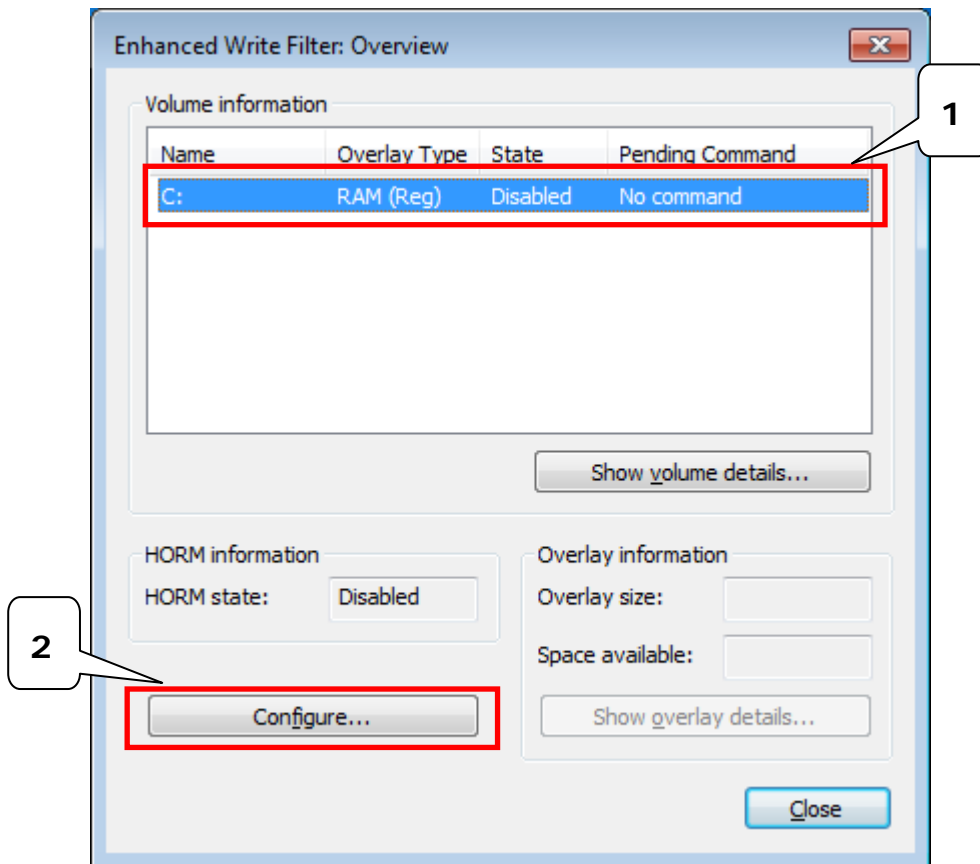 Enhanced Write Filter: Overview
Volume information
1
Name Overlay Type State Pending Command
C: RAM (Reg) Disabled No command
Show volume details...
HORM information
HORM state: Disabled
Overlay information
Overlay size:
Space available:
2
Configure...
Show overlay details...
Close